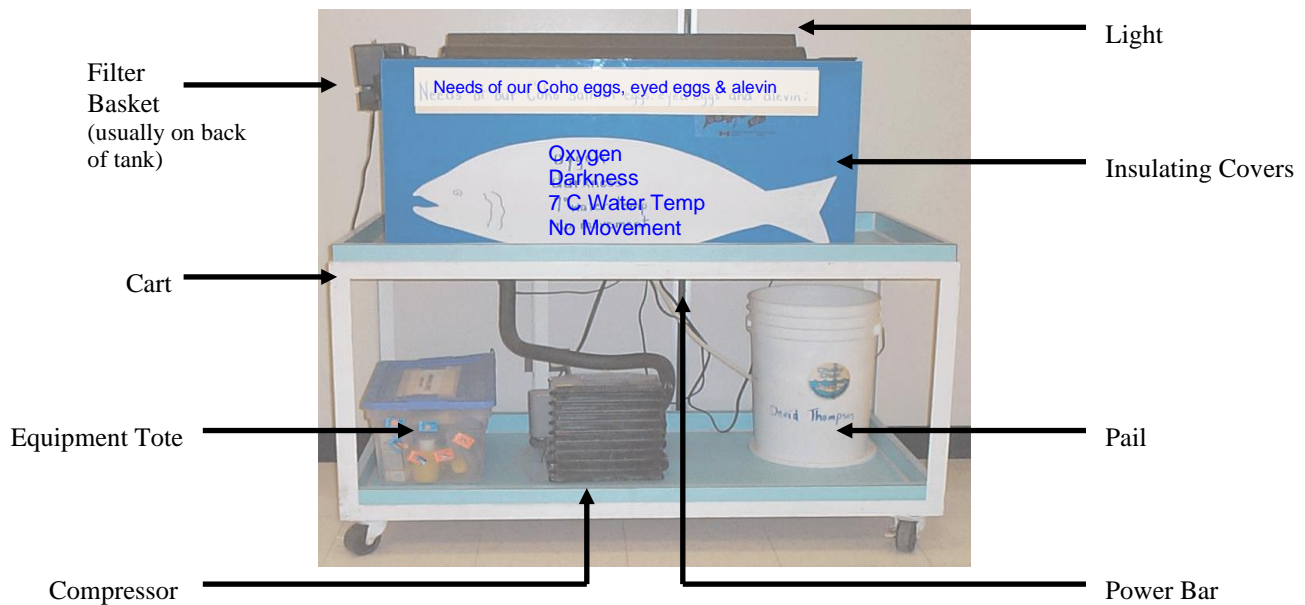 Light
Filter
Basket
(usually on back
of tank)
Needs of our Coho eggs, eyed eggs & alevin
Insulating Covers
Oxygen
Darkness
7 C Water Temp
No Movement
Cart
Equipment Tote
David Thompson
Pail
Compressor
Power Bar